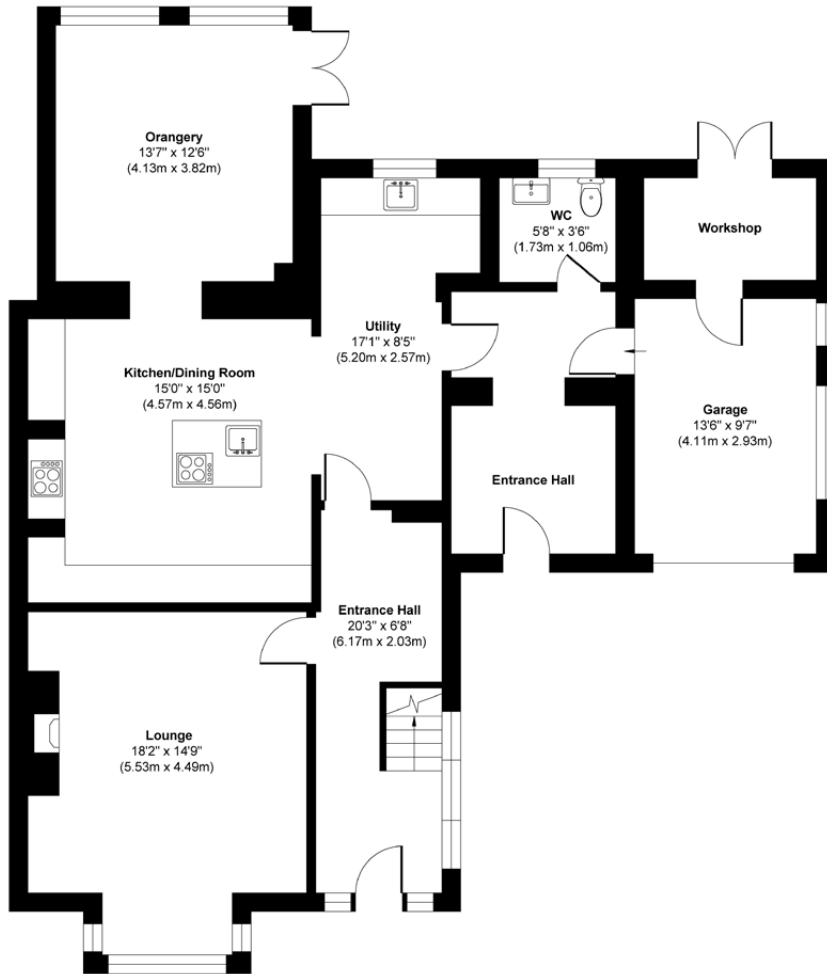 Orangery
13'7" x 12'6"
(4.13m x 3.82m)
WC
5'8" x 3'6"
(1.73m x 1.06m)
Workshop
Utility
17'1" x 8'5"
(5.20m x 2.57m)
Kitchen/Dining Room
15'0" x 15'0"
(4.57m x 4.56m)
Garage
13'6" x 9'7"
(4.11m x 2.93m)
Entrance Hall
Entrance Hall
20'3" x 6'8"
(6.17m x 2.03m)
Lounge
18'2" x 14'9"
(5.53m x 4.49m)